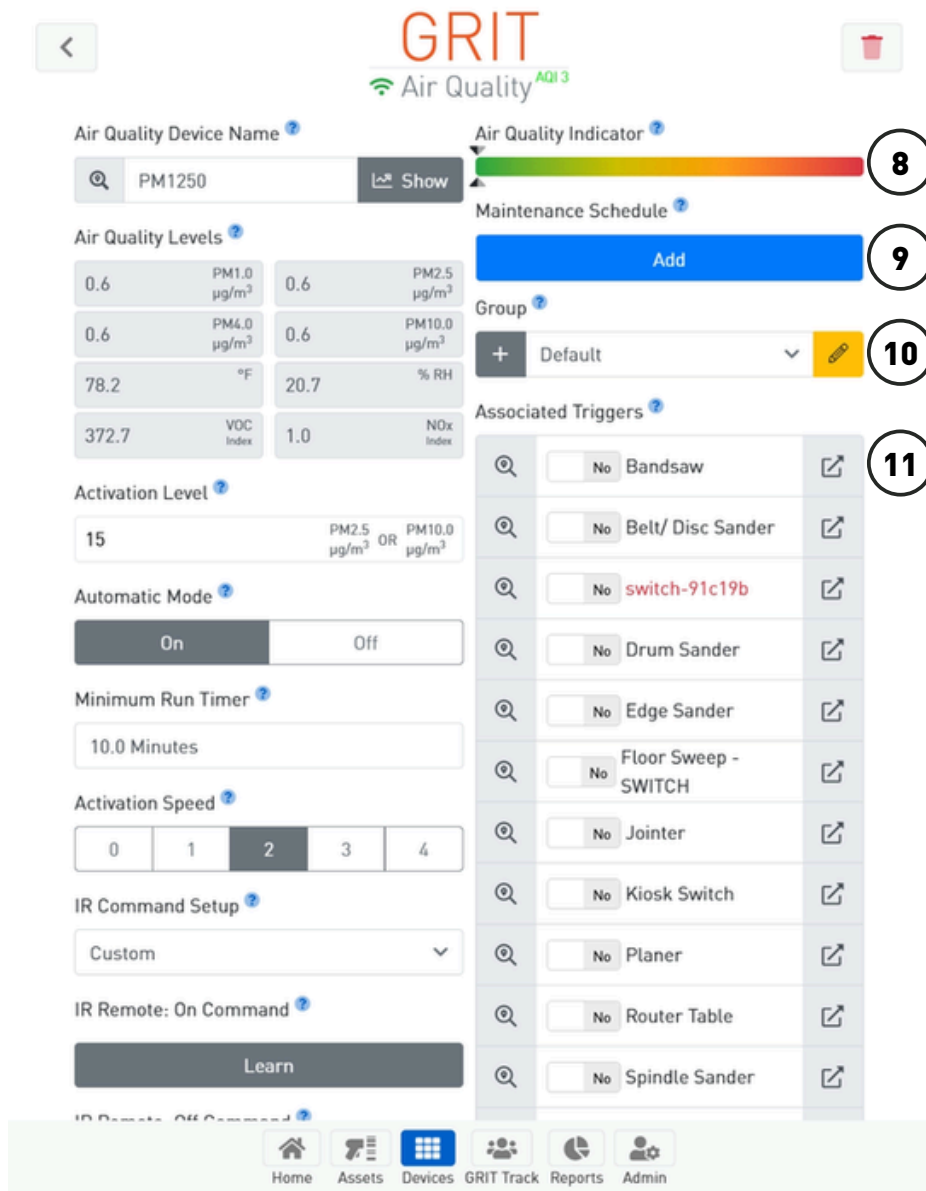 GRIT
Air Quality AQI 3
Air Quality Device Name ?
PM1250 Show
Air Quality Levels ?
0.6 PM1.0 µg/m³ 0.6 PM2.5 µg/m³
0.6 PM4.0 µg/m³ 0.6 PM10.0 µg/m³
78.2 °F 20.7 % RH
372.7 VOC Index 1.0 NOx Index
Activation Level ?
15 PM2.5 µg/m³ OR PM10.0 µg/m³
Automatic Mode ?
On Off
Minimum Run Timer ?
10.0 Minutes
Activation Speed ?
0 1 2 3 4
IR Command Setup ?
Custom
IR Remote: On Command ?
Learn
IR Remote: Off Command ?
Air Quality Indicator ?
8
Maintenance Schedule ?
Add
9
Group ?
+ Default
10
Associated Triggers ?
11
No Bandsaw
No Belt/ Disc Sander
No switch-91c19b
No Drum Sander
No Edge Sander
No Floor Sweep -
SWITCH
No Jointer
No Kiosk Switch
No Planer
No Router Table
No Spindle Sander
Home Assets Devices GRIT Track Reports Admin